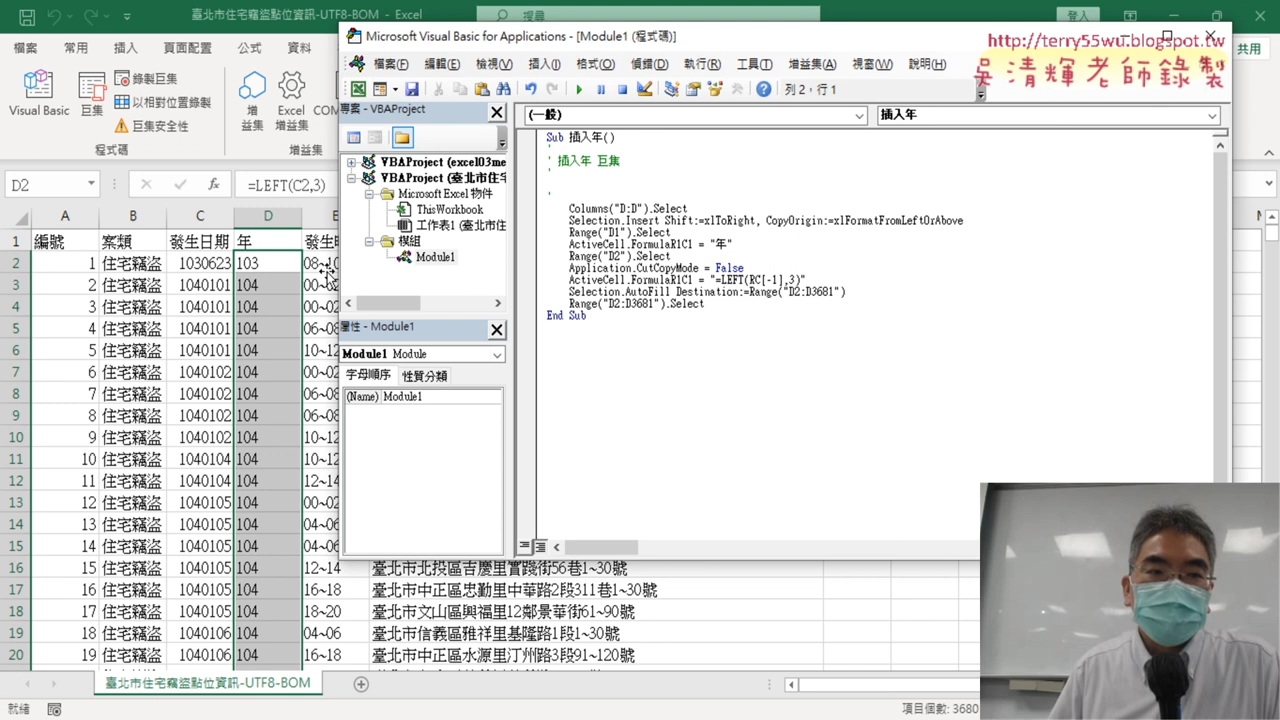 臺北市住宅竊盜點位資訊-UTF8-BOM - Excel
搜尋
登入
檔案 常用 插入 頁面配置 公式 資料
共用
Visual Basic
巨集
錄製巨集
以相對位置錄製
巨集安全性
程式碼
增益集
Excel 增益集
COM
增益集
D2
fx
=LEFT(C2,3)
Microsoft Visual Basic for Applications - [Module1 (程式碼)]
http://terry55wu.blogspot.tw
吳清輝老師錄製
檔案(F) 編輯(E) 檢視(V) 插入(I) 格式(O) 偵錯(D) 執行(R) 工具(T) 增益集(A) 視窗(W) 說明(H)
列 2，行 1
專案 - VBAProject
VBAProject (excel03me
VBAProject (臺北市住宅
Microsoft Excel 物件
ThisWorkbook
工作表1 (臺北市住
模組
Module1
屬性 - Module1
Module1 Module
字母順序 性質分類
(Name) Module1
(一般)
插入年
Sub 插入年()
'
' 插入年 巨集
'
'
Columns("D:D").Select
Selection.Insert Shift:=xlToRight, CopyOrigin:=xlFormatFromLeftOrAbove
Range("D1").Select
ActiveCell.FormulaR1C1 = "年"
Range("D2").Select
Application.CutCopyMode = False
ActiveCell.FormulaR1C1 = "=LEFT(RC[-1],3)"
Selection.AutoFill Destination:=Range("D2:D3681")
Range("D2:D3681").Select
End Sub
A B C D E
1 編號 案類 發生日期 年 發生時
2 1 住宅竊盜 1030623 103 08~10
3 2 住宅竊盜 1040101 104 00~02
4 3 住宅竊盜 1040101 104 00~02
5 4 住宅竊盜 1040101 104 06~08
6 5 住宅竊盜 1040101 104 10~12
7 6 住宅竊盜 1040102 104 00~02
8 7 住宅竊盜 1040102 104 06~08
9 8 住宅竊盜 1040102 104 06~08
10 9 住宅竊盜 1040102 104 10~12
11 10 住宅竊盜 1040104 104 10~12
12 11 住宅竊盜 1040104 104 12~14
13 12 住宅竊盜 1040105 104 00~02
14 13 住宅竊盜 1040105 104 04~06
15 14 住宅竊盜 1040105 104 04~06
16 15 住宅竊盜 1040105 104 12~14 臺北市北投區吉慶里實踐街56巷1~30號
17 16 住宅竊盜 1040105 104 16~18 臺北市中正區忠勤里中華路2段311巷1~30號
18 17 住宅竊盜 1040105 104 18~20 臺北市文山區興福里12鄰景華街61~90號
19 18 住宅竊盜 1040106 104 04~06 臺北市信義區雅祥里基隆路1段1~30號
20 19 住宅竊盜 1040106 104 16~18 臺北市中正區水源里汀州路3段91~120號
臺北市住宅竊盜點位資訊-UTF8-BOM
就緒
項目個數: 3680